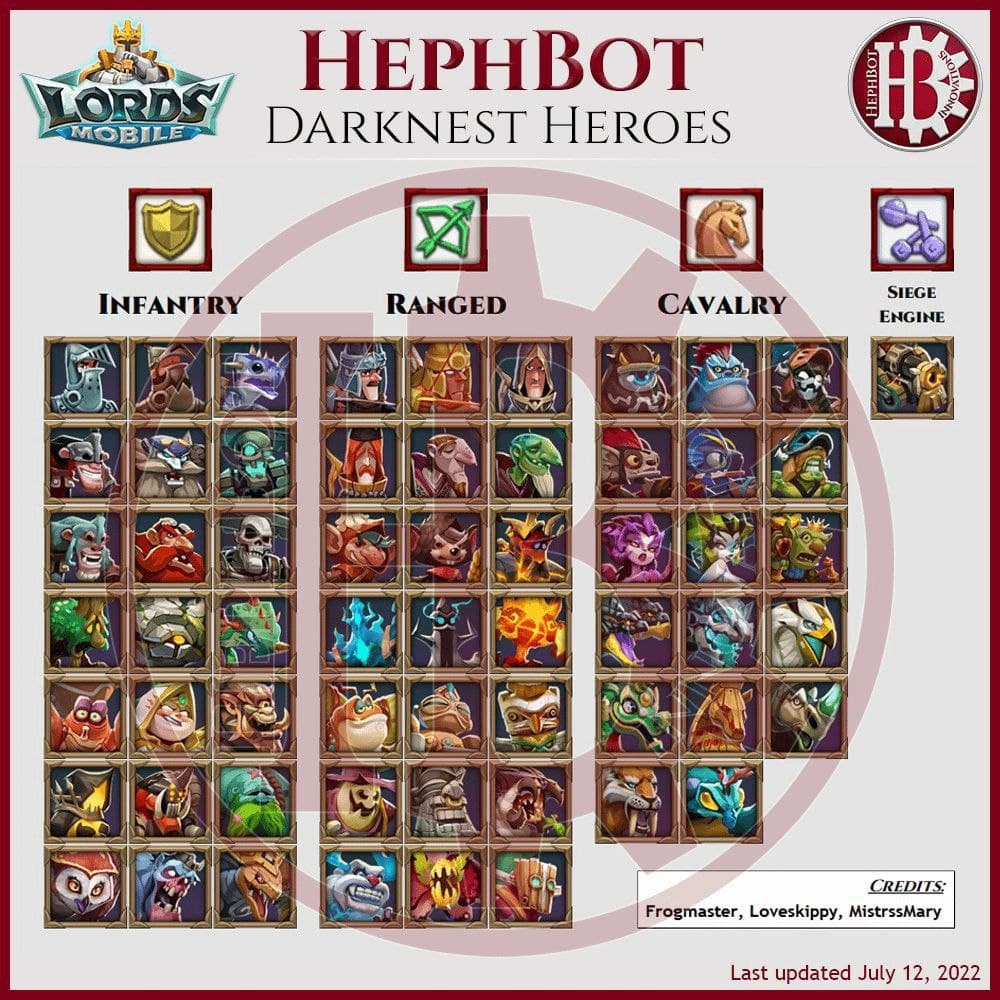 LORDS
MOBILE
HEPHBOT
DARKNEST HEROES
HEPHBOT
INNOVATIONS
HB
INFANTRY
RANGED
CAVALRY
SIEGE
ENGINE
CREDITS:
Frogmaster, Loveskippy, MistrssMary
Last updated July 12, 2022